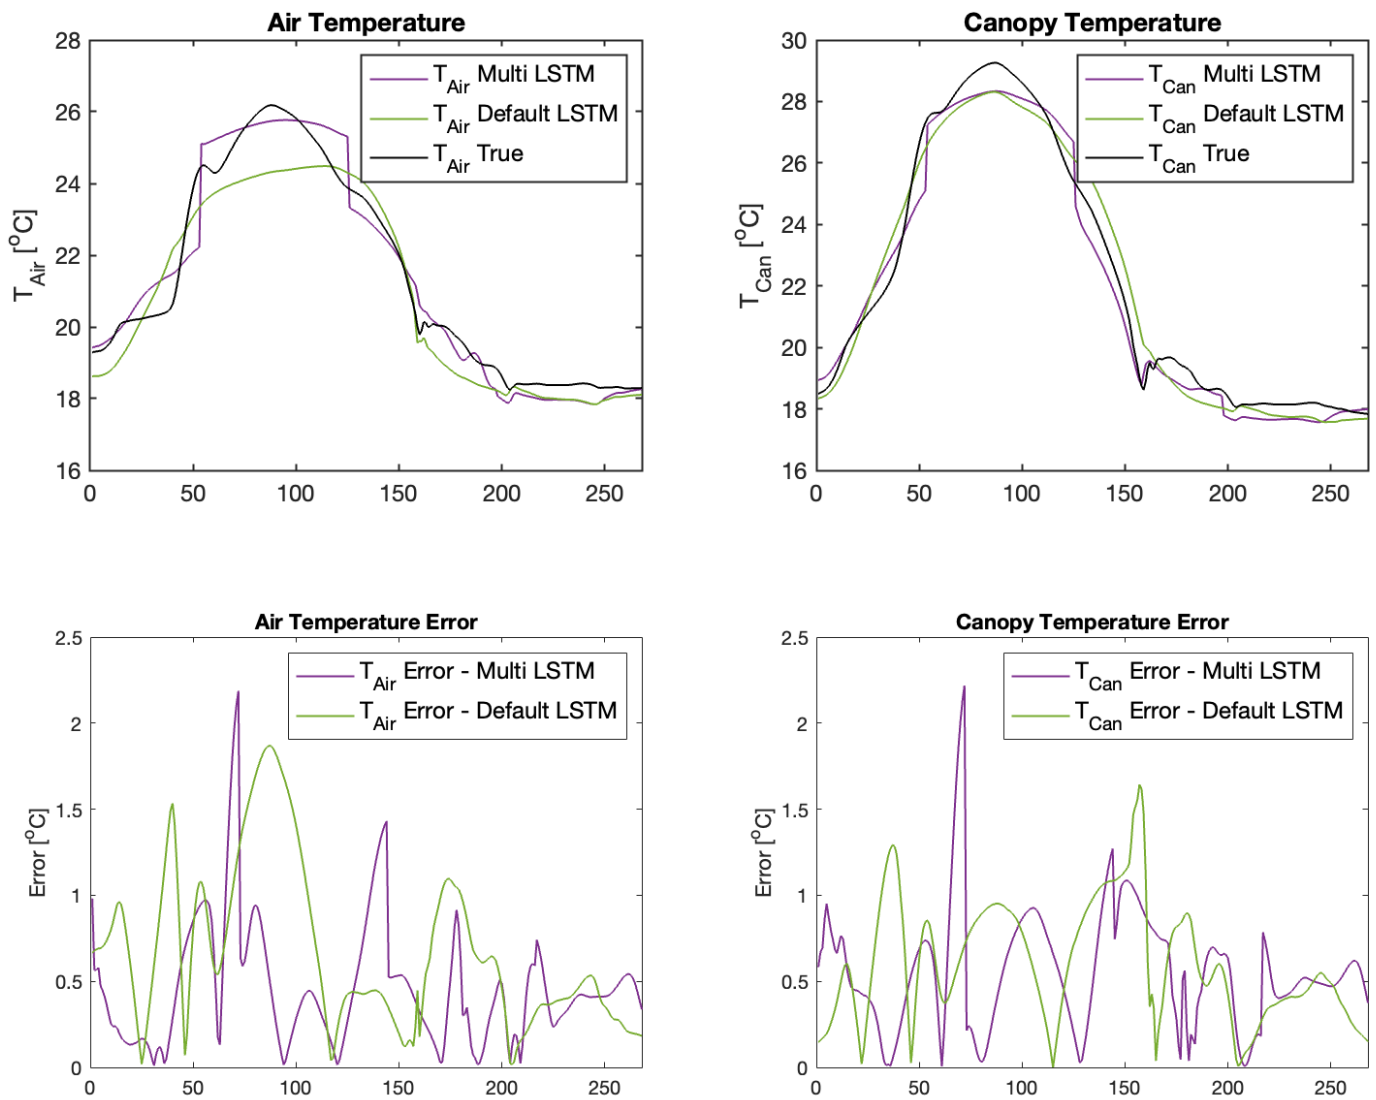 Air Temperature
28
26
24
22
20
18
16
T_Air [°C]
T_Air Multi LSTM
T_Air Default LSTM
T_Air True
0 50 100 150 200 250
Canopy Temperature
30
28
26
24
22
20
18
16
T_Can [°C]
T_Can Multi LSTM
T_Can Default LSTM
T_Can True
0 50 100 150 200 250
Air Temperature Error
2.5
2
1.5
1
0.5
0
Error [°C]
T_Air Error - Multi LSTM
T_Air Error - Default LSTM
0 50 100 150 200 250
Canopy Temperature Error
2.5
2
1.5
1
0.5
0
Error [°C]
T_Can Error - Multi LSTM
T_Can Error - Default LSTM
0 50 100 150 200 250